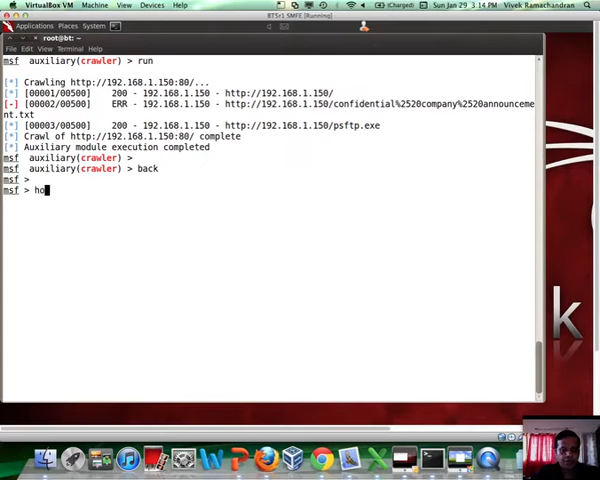 VirtualBox VM Machine View Devices Help (Charged) Sun Jan 29 3:14 PM Vivek Ramachandran
BT5r1 SMFE [Running]
Applications Places System
root@bt: ~
File Edit View Terminal Help
msf auxiliary(crawler) > run
[*] Crawling http://192.168.1.150:80/...
[*] [00001/00500] 200 - 192.168.1.150 - http://192.168.1.150/
[-] [00002/00500] ERR - 192.168.1.150 - http://192.168.1.150/confidential%2520company%2520announceme
nt.txt
[*] [00003/00500] 200 - 192.168.1.150 - http://192.168.1.150/psftp.exe
[*] Crawl of http://192.168.1.150:80/ complete
[*] Auxiliary module execution completed
msf auxiliary(crawler) >
msf auxiliary(crawler) > back
msf >
msf > ho
k